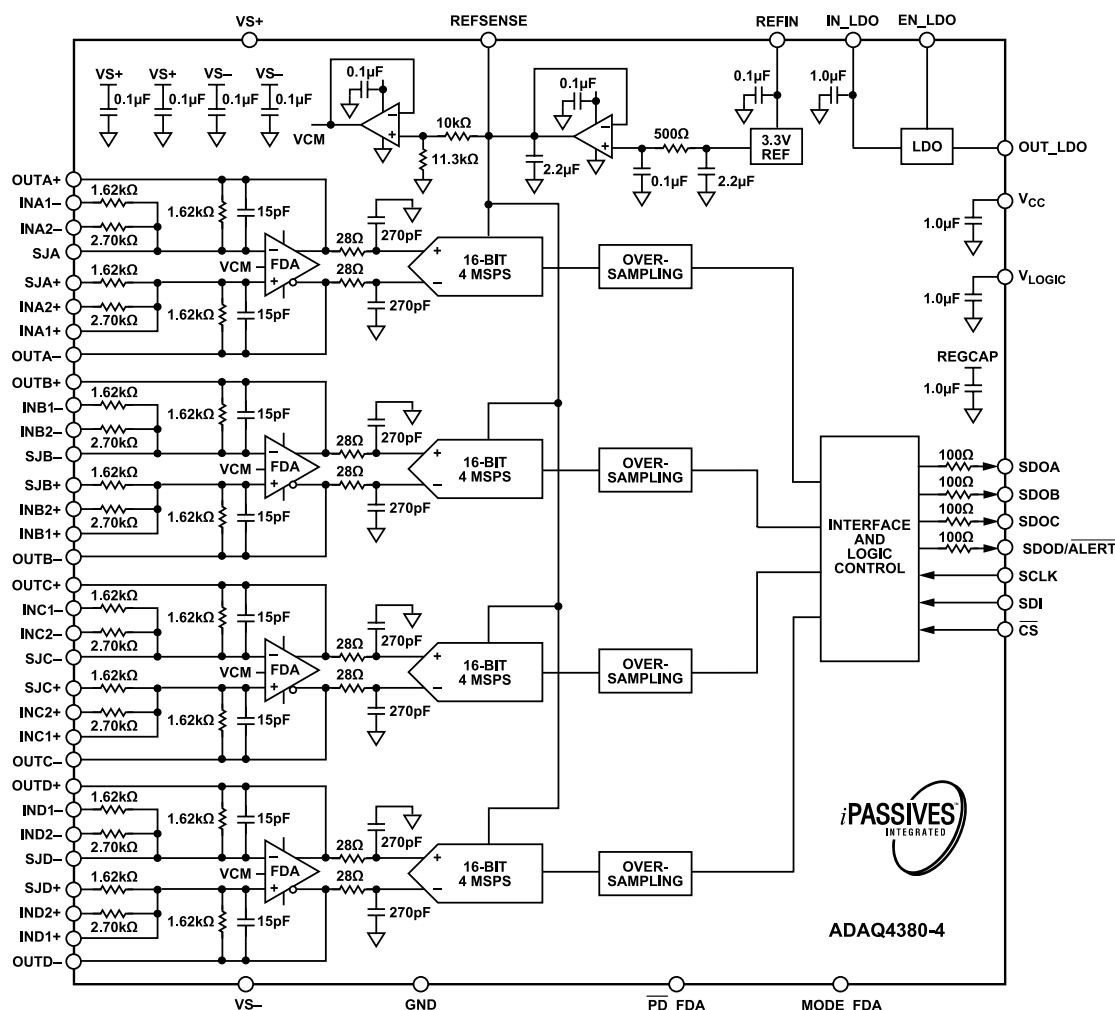 VS+
REFSENSE
REFIN
IN_LDO
EN_LDO
VS+
VS+
VS–
VS–
0.1µF
0.1µF
0.1µF
0.1µF
0.1µF
VCM
10kΩ
11.3kΩ
0.1µF
2.2µF
500Ω
0.1µF
2.2µF
0.1µF
3.3V
REF
1.0µF
LDO
OUT_LDO
VCC
1.0µF
VLOGIC
1.0µF
REGCAP
1.0µF
OUTA+
INA1–
INA2–
SJA
SJA+
INA2+
INA1+
OUTA–
1.62kΩ
2.70kΩ
1.62kΩ
2.70kΩ
1.62kΩ
15pF
VCM
–
FDA
+
1.62kΩ
15pF
28Ω
28Ω
270pF
270pF
+
–
16-BIT
4 MSPS
OVER-
SAMPLING
OUTB+
INB1–
INB2–
SJB–
SJB+
INB2+
INB1+
OUTB–
1.62kΩ
2.70kΩ
1.62kΩ
2.70kΩ
1.62kΩ
15pF
VCM
–
FDA
+
1.62kΩ
15pF
28Ω
28Ω
270pF
270pF
+
–
16-BIT
4 MSPS
OVER-
SAMPLING
OUTC+
INC1–
INC2–
SJC–
SJC+
INC2+
INC1+
OUTC–
1.62kΩ
2.70kΩ
1.62kΩ
2.70kΩ
1.62kΩ
15pF
VCM
–
FDA
+
1.62kΩ
15pF
28Ω
28Ω
270pF
270pF
+
–
16-BIT
4 MSPS
OVER-
SAMPLING
OUTD+
IND1–
IND2–
SJD–
SJD+
IND2+
IND1+
OUTD–
1.62kΩ
2.70kΩ
1.62kΩ
2.70kΩ
1.62kΩ
15pF
VCM
–
FDA
+
1.62kΩ
15pF
28Ω
28Ω
270pF
270pF
+
–
16-BIT
4 MSPS
OVER-
SAMPLING
INTERFACE
AND
LOGIC
CONTROL
100Ω
SDOA
100Ω
SDOB
100Ω
SDOC
100Ω
SDOD/ALERT
SCLK
SDI
CS
iPASSIVES™
INTEGRATED
ADAQ4380-4
VS–
GND
PD_FDA
MODE_FDA